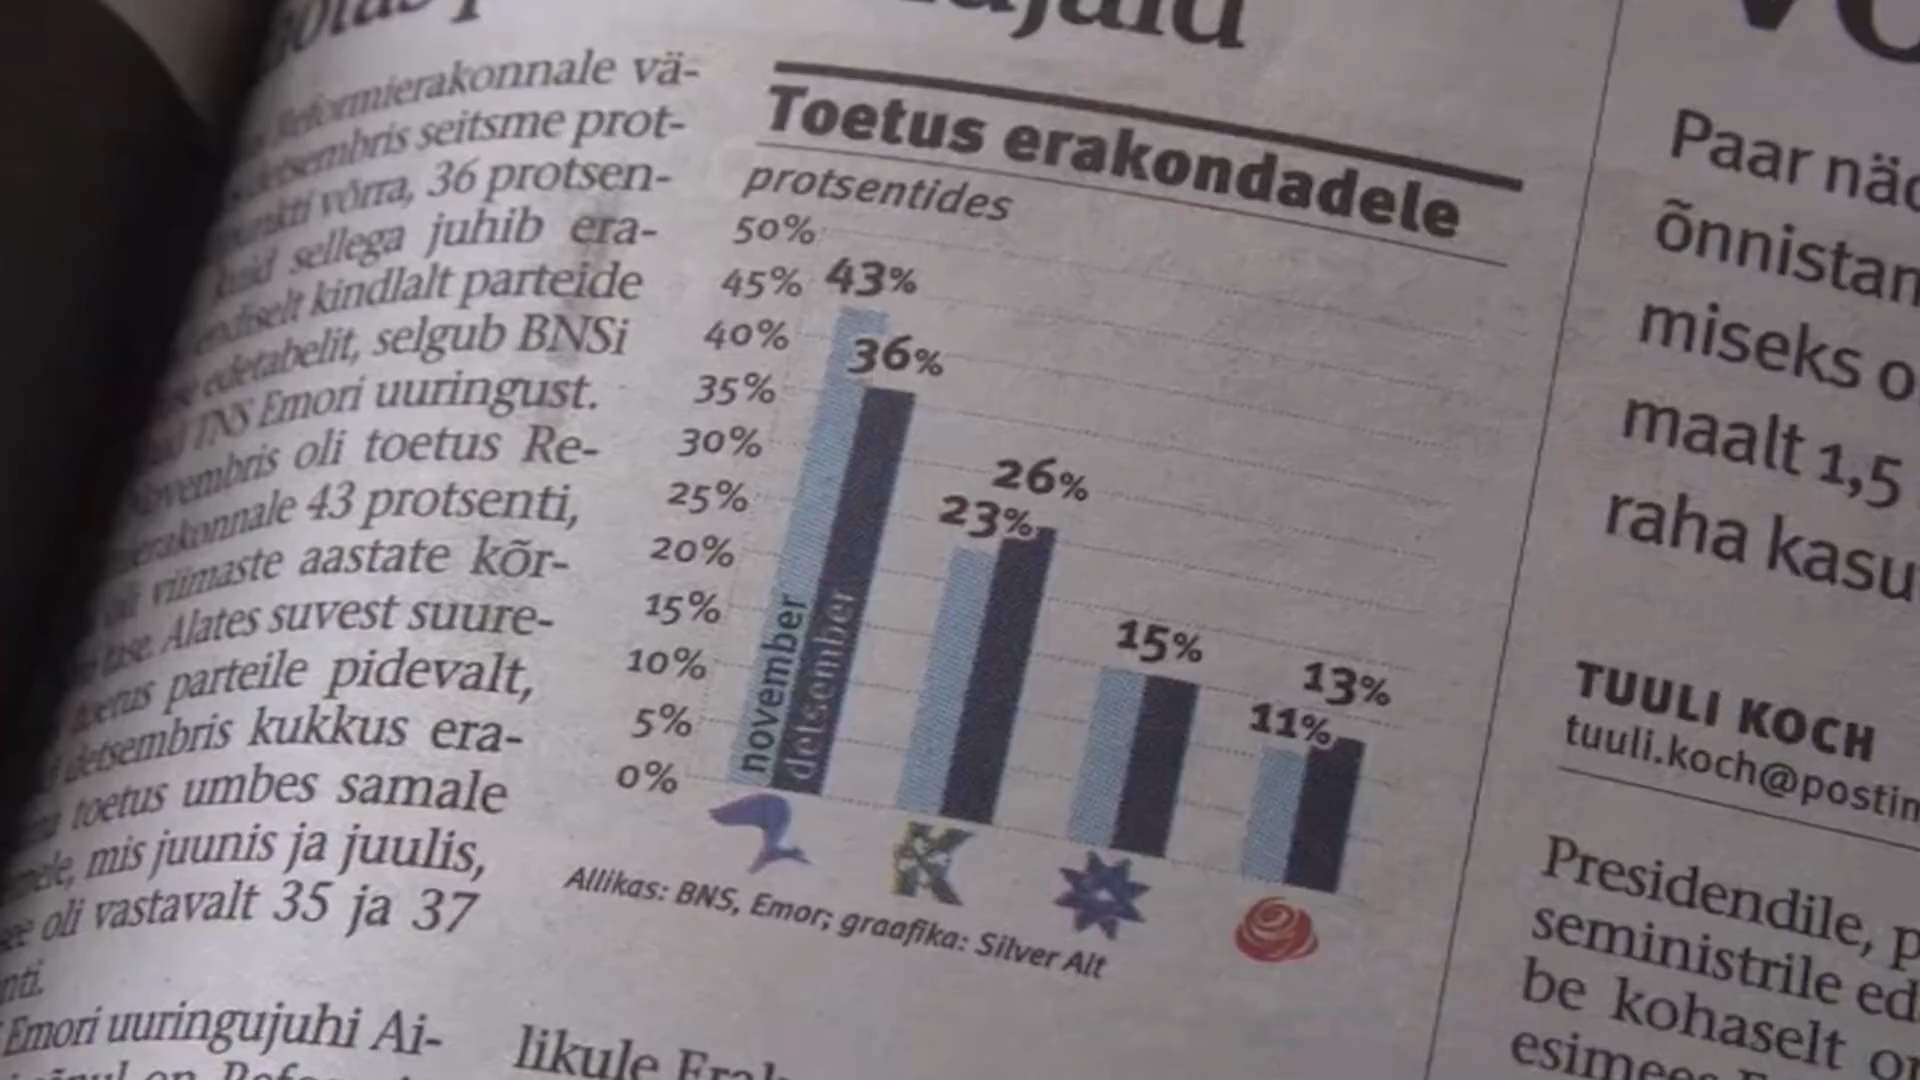 Reformierakonnale vä-
detsembris seitsme prot-
võrra, 36 protsen-
sellega juhib era-
kindlalt parteide
edetabelit, selgub BNSi
TNS Emori uuringust.
Novembris oli toetus Re-
43 protsenti,
viimaste aastate kõr-
tase. Alates suvest suure-
toetus parteile pidevalt,
detsembris kukkus era-
toetus umbes samale
mis juunis ja juulis,
oli vastavalt 35 ja 37
Emori uuringujuhi Ai-
likule
Toetus erakondadele
protsentides
50%
45%
40%
35%
30%
25%
20%
15%
10%
5%
0%
43%
36%
23%
26%
15%
11%
13%
november
detsember
K
Allikas: BNS, Emor; graafika: Silver Alt
Paar näd
õnnistan
miseks o
maalt 1,5
raha kasu
TUULI KOCH
tuuli.koch@postim
Presidendile, p
seministrile ed
be kohaselt on
esimees